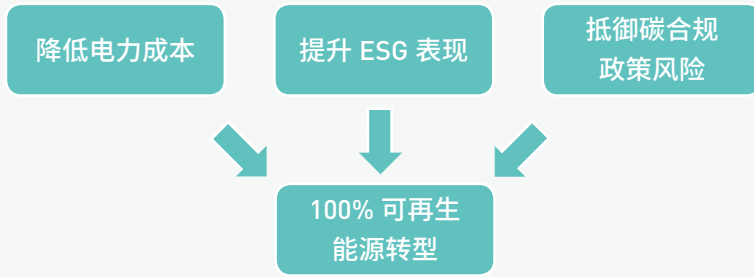 降低电力成本
提升 ESG 表现
抵御碳合规
政策风险
100% 可再生
能源转型